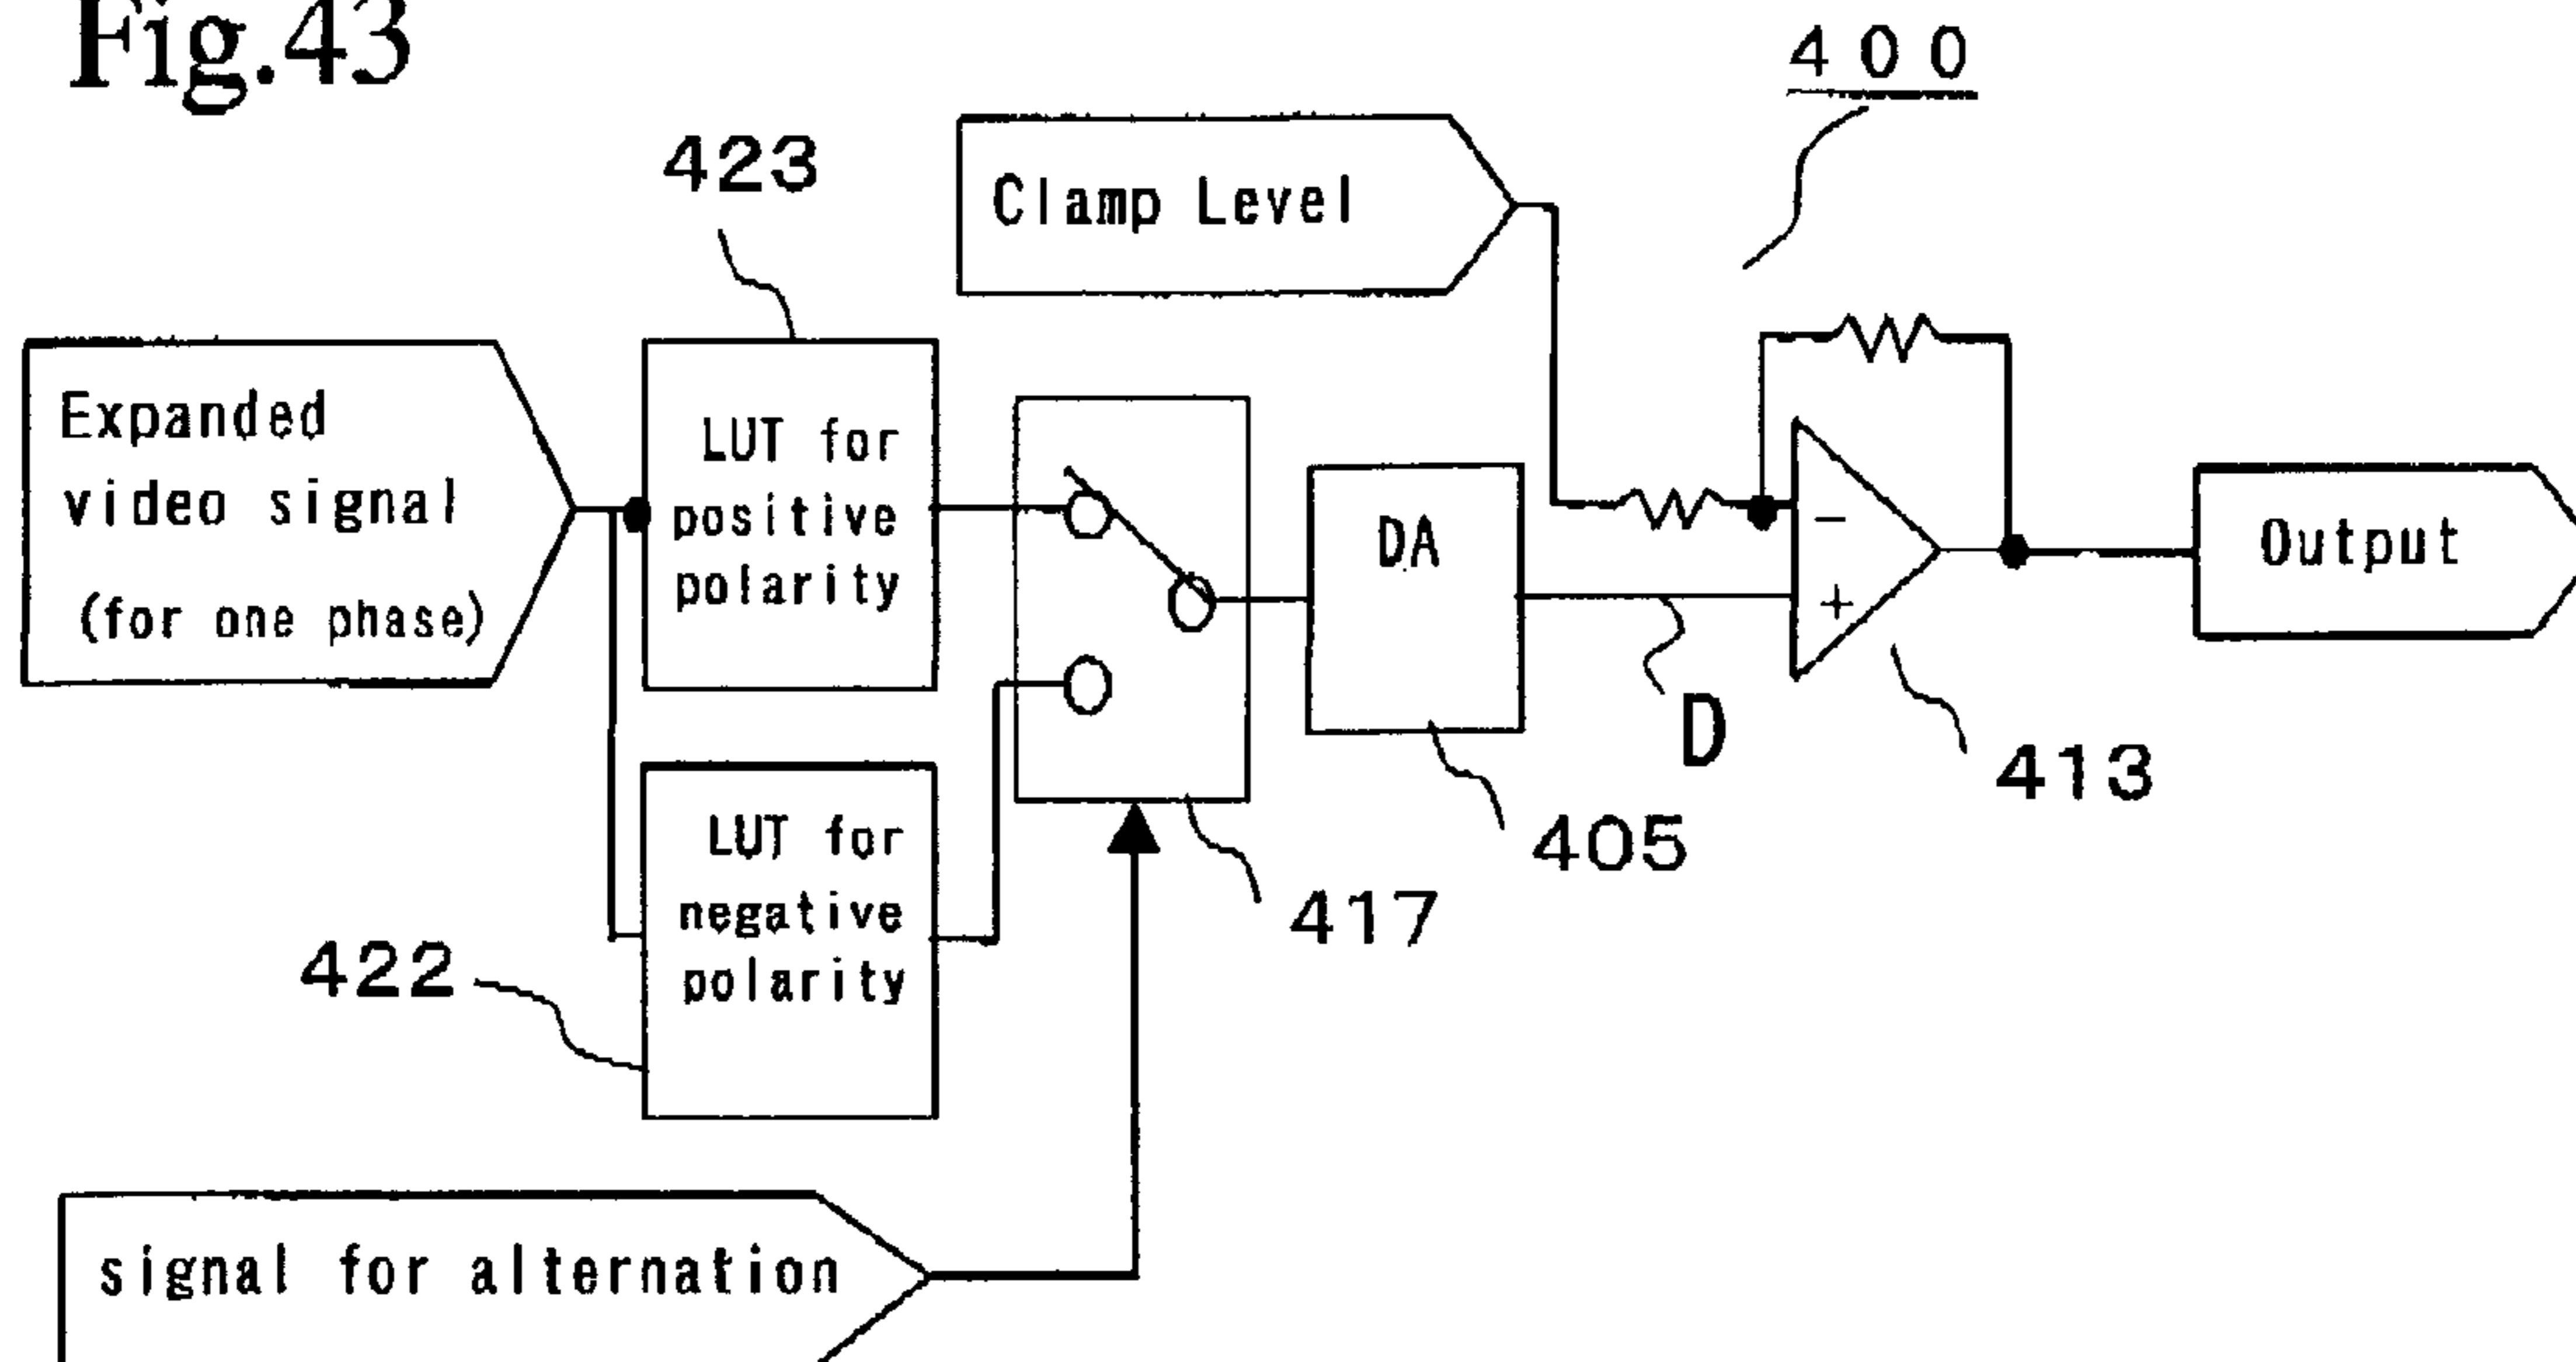 Fig.43
400
423
Clamp Level
Expanded
video signal
(for one phase)
LUT for
positive
polarity
DA
−
+
Output
D
413
405
417
LUT for
negative
polarity
422
signal for alternation